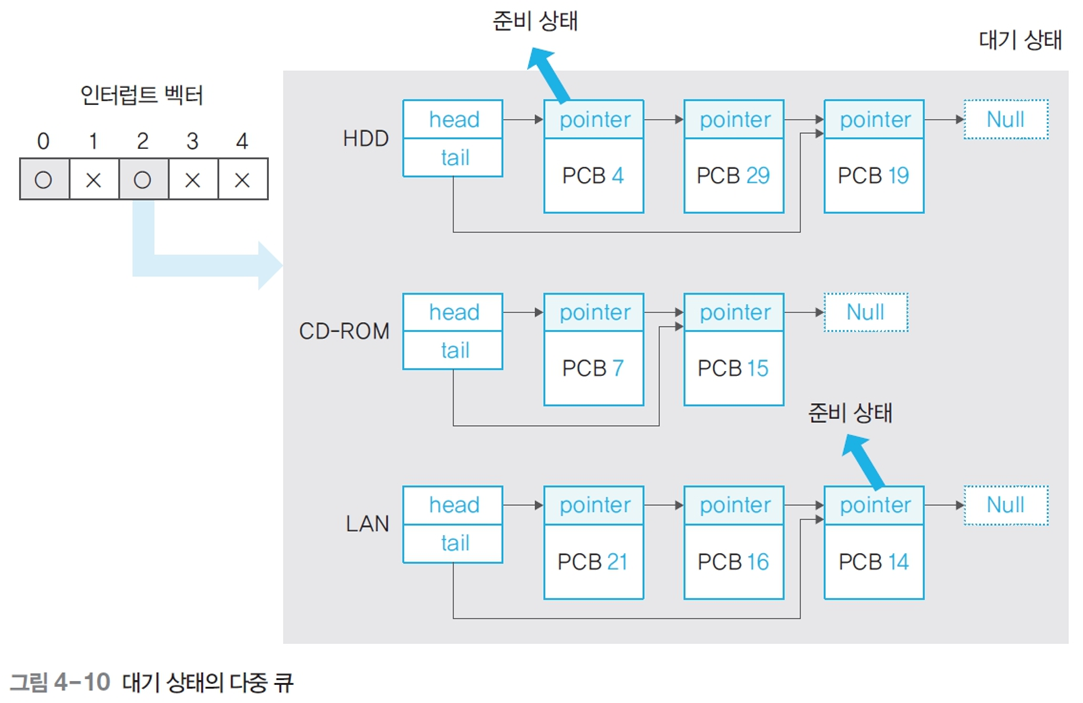 준비 상태
대기 상태
인터럽트 벡터
0 1 2 3 4
○ × ○ × ×
HDD
head
tail
pointer
PCB 4
pointer
PCB 29
pointer
PCB 19
Null
CD-ROM
head
tail
pointer
PCB 7
pointer
PCB 15
Null
준비 상태
LAN
head
tail
pointer
PCB 21
pointer
PCB 16
pointer
PCB 14
Null
그림 4-10 대기 상태의 다중 큐